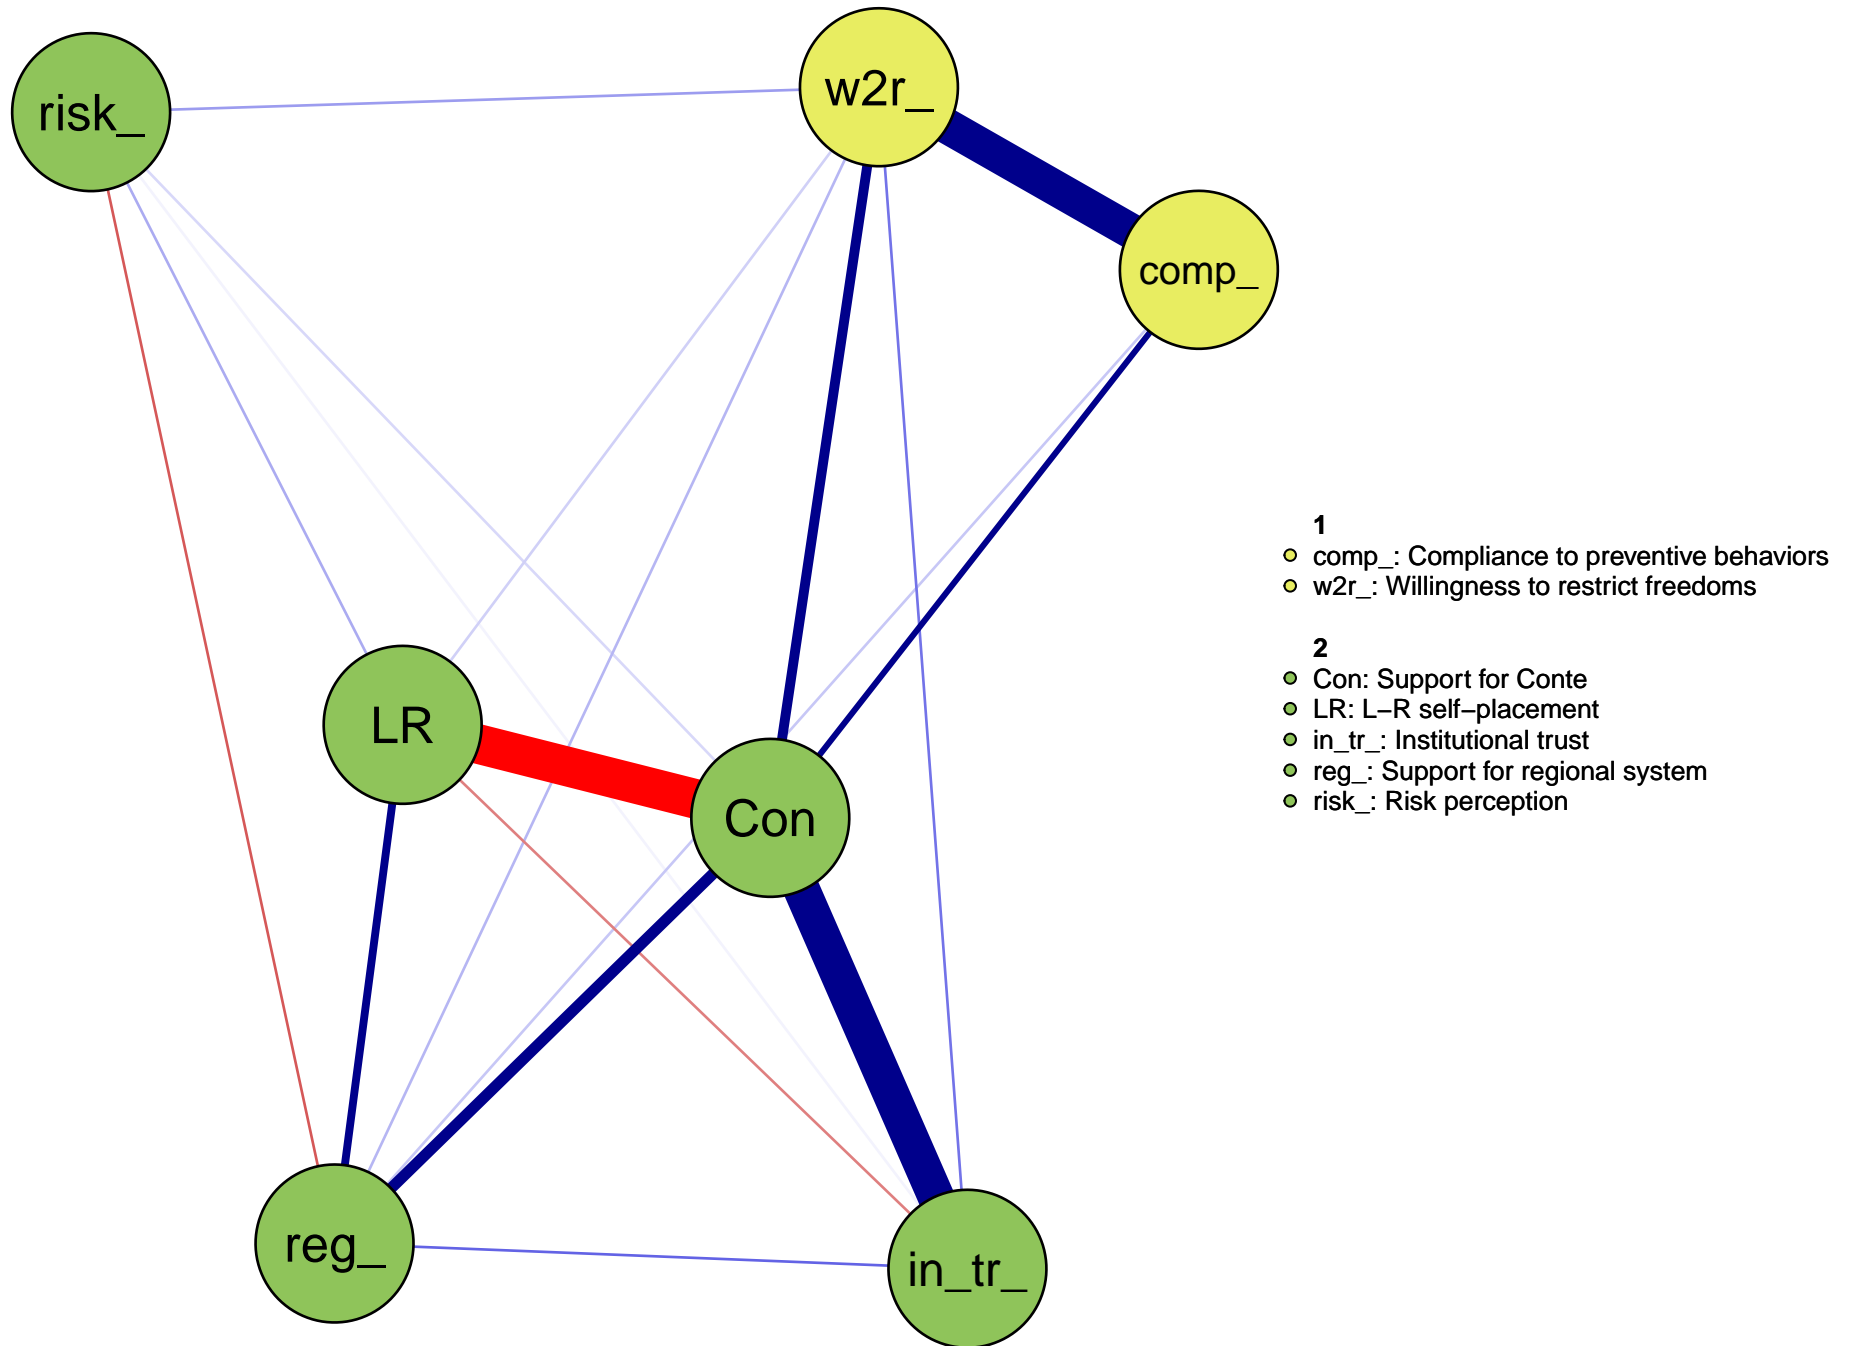 risk_
w2r_
comp_
LR
Con
reg_
in_tr_
1
comp_: Compliance to preventive behaviors
w2r_: Willingness to restrict freedoms
2
Con: Support for Conte
LR: L−R self−placement
in_tr_: Institutional trust
reg_: Support for regional system
risk_: Risk perception